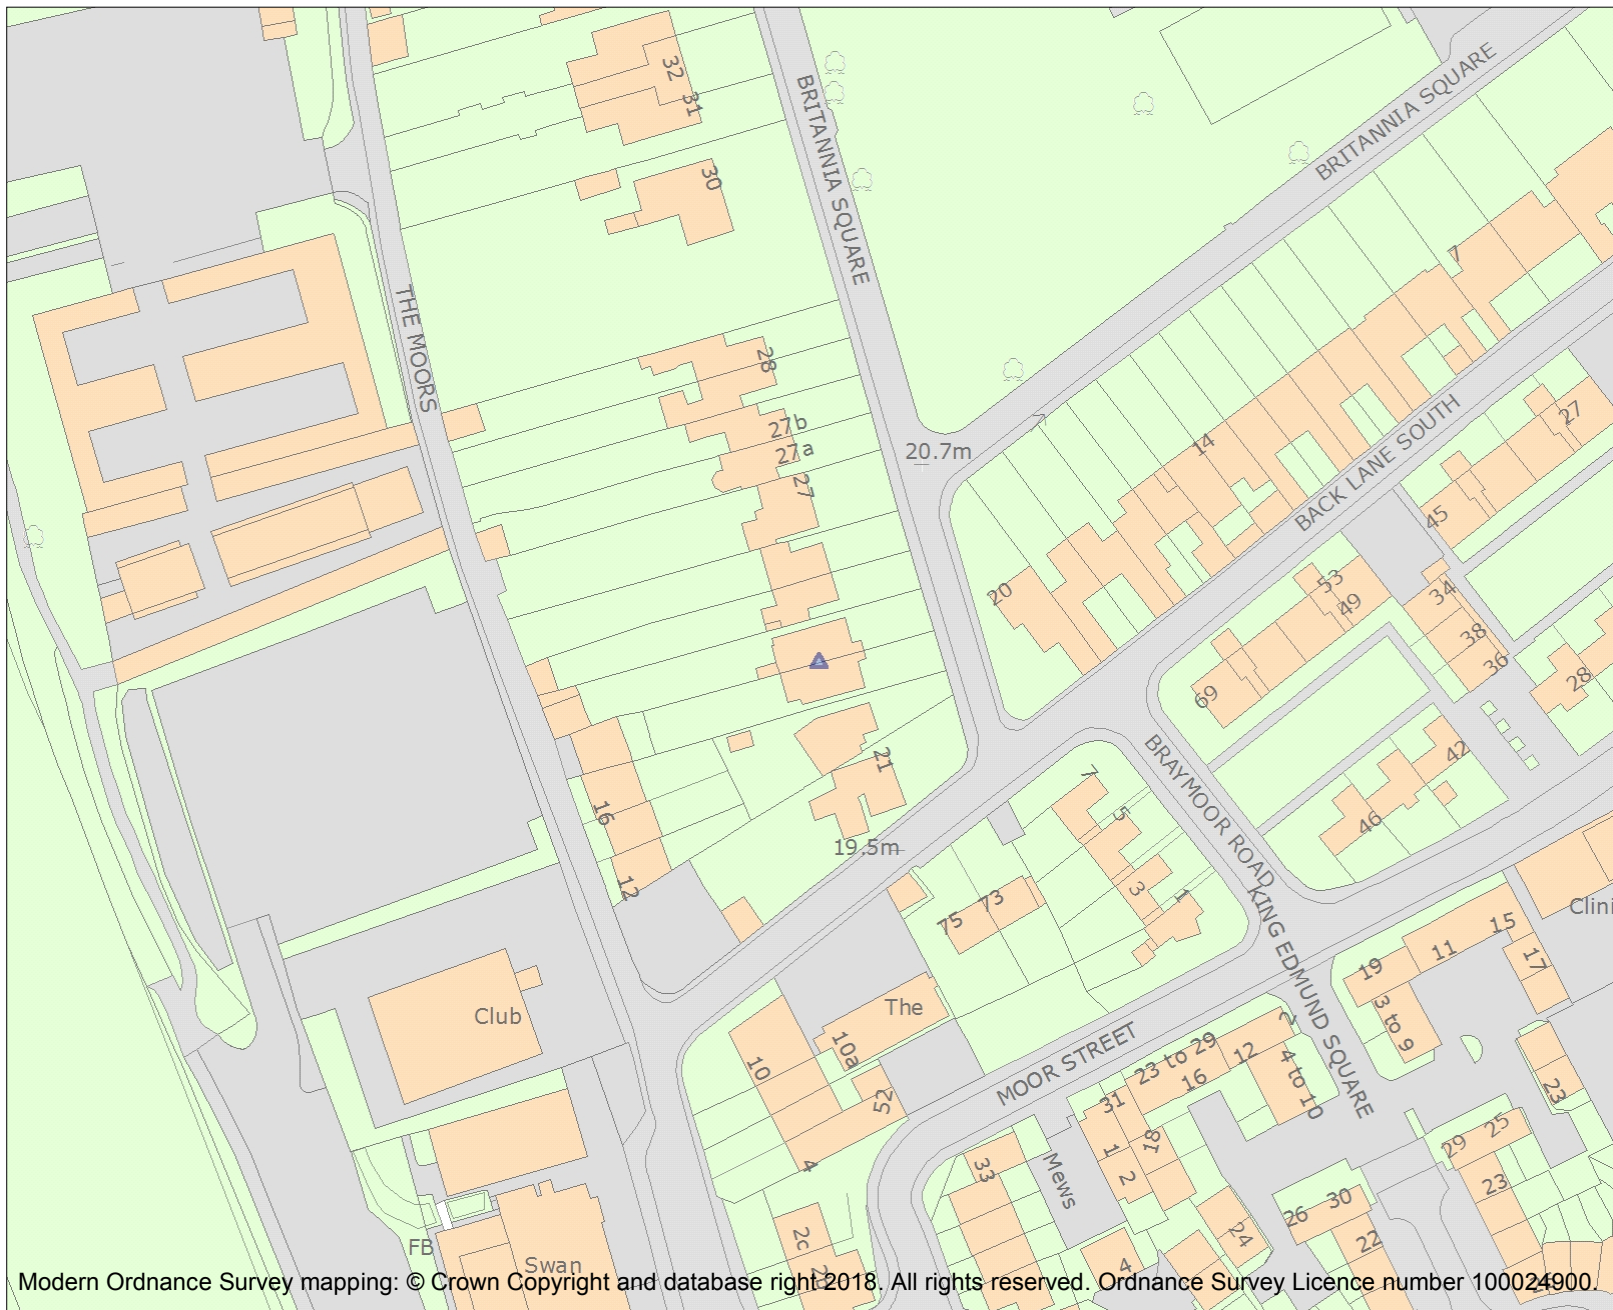 32
31
BRITANNIA SQUARE
BRITANNIA SQUARE
30
7
THE MOORS
28
27b
27a
27
20.7m
14
BACK LANE SOUTH
27
45
20
53
49
34
38
36
28
69
21
BRAYMOOR ROAD
42
46
16
7
5
19.5m
12
3
1
75
73
KING EDMUND SQUARE
Clini
15
11
19
17
3 to 9
Club
The
10a
10
52
MOOR STREET
2
23 to 29
12
16
4 to 10
31
23
18
1
2
25
29
4
33
Mews
23
30
26
24
22
2c
FB
Swan
4
Modern Ordnance Survey mapping: © Crown Copyright and database right 2018. All rights reserved. Ordnance Survey Licence number 100024900.